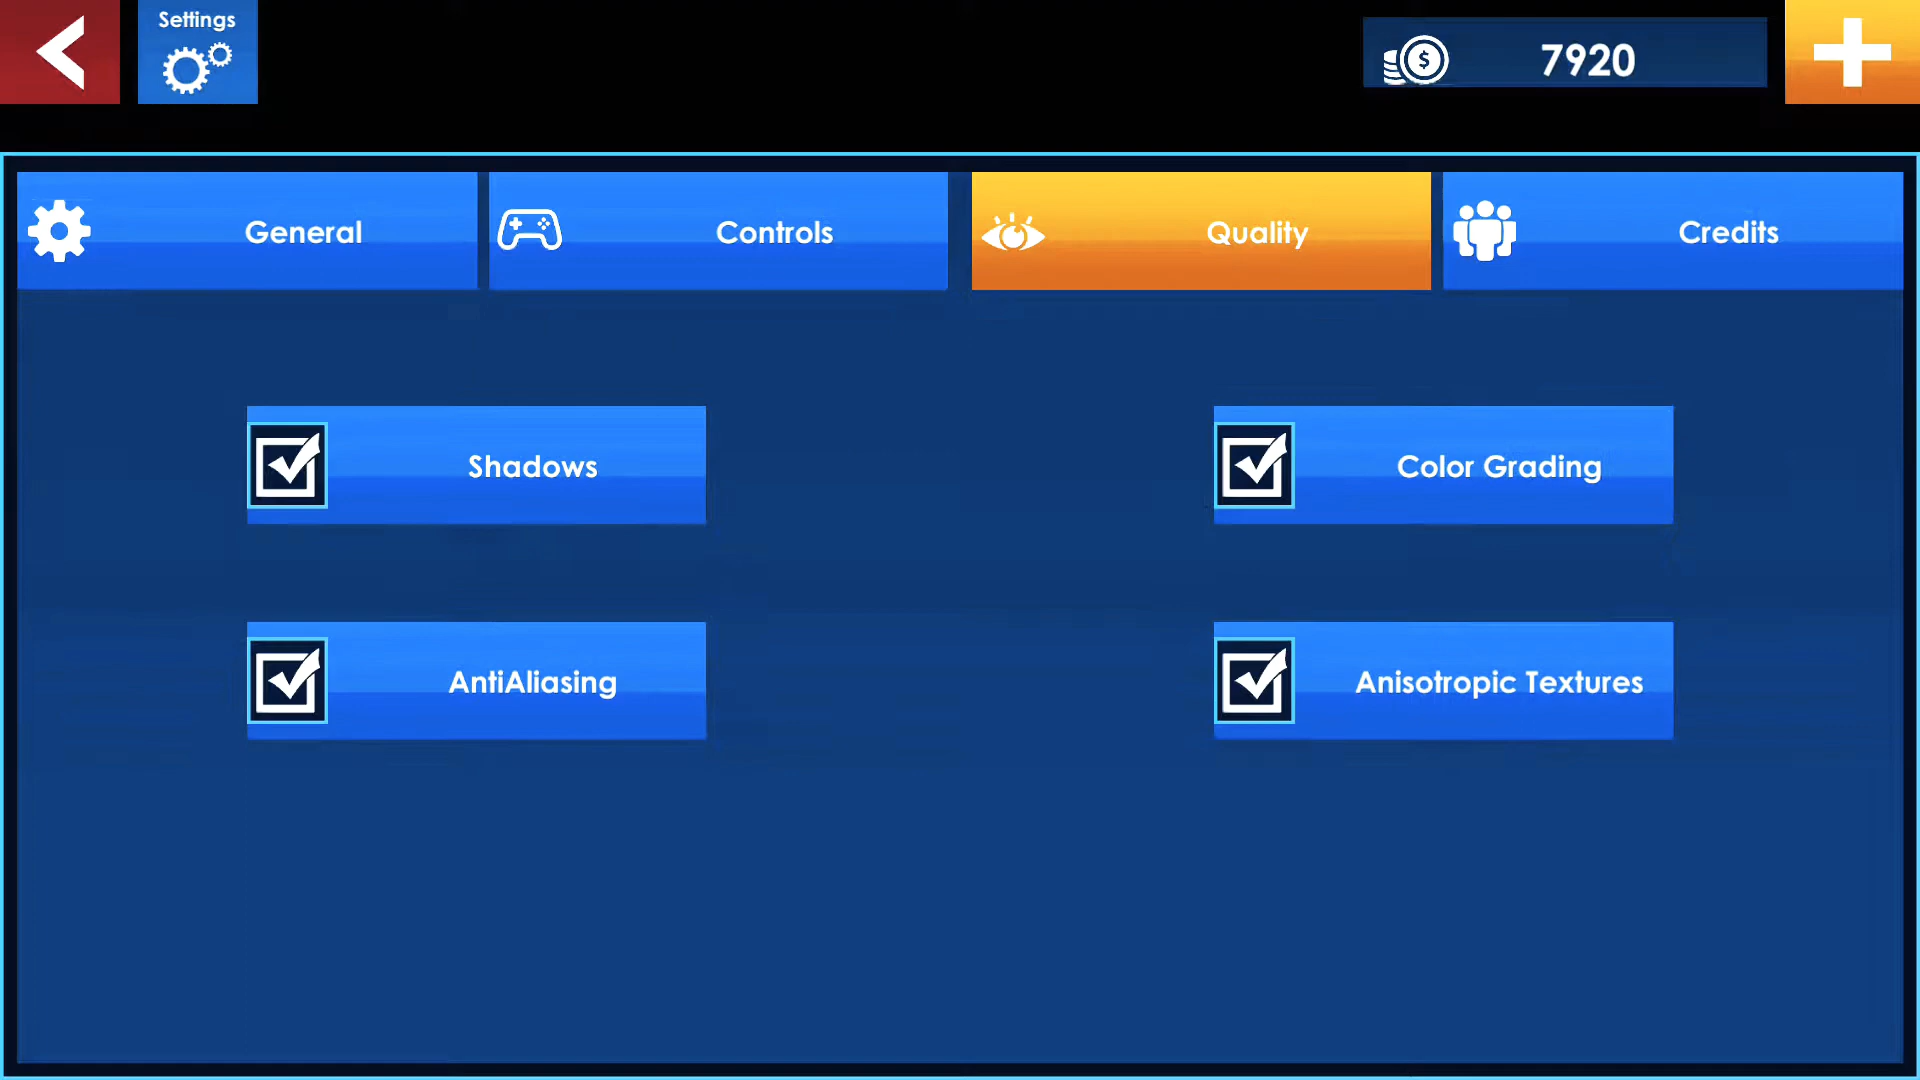 Settings
7920
General
Controls
Quality
Credits
Shadows
Color Grading
AntiAliasing
Anisotropic Textures